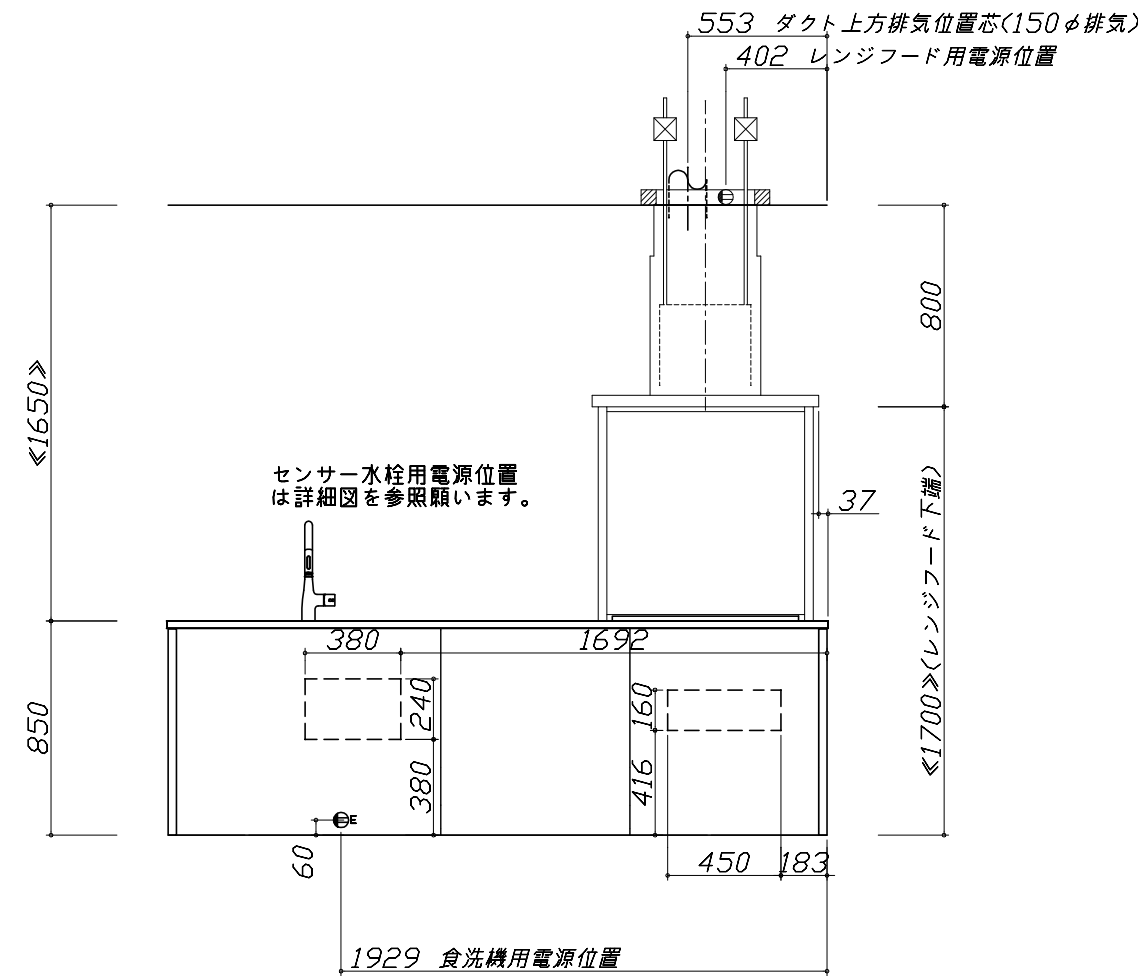 553 ダクト上方排気位置芯(150φ排気)
402 レンジフード用電源位置
800
≪1650≫
センサー水栓用電源位置
は詳細図を参照願います。
37
≪1700≫(レンジフード下端)
380
1692
240
160
850
380
416
E
60
450
183
1929 食洗機用電源位置